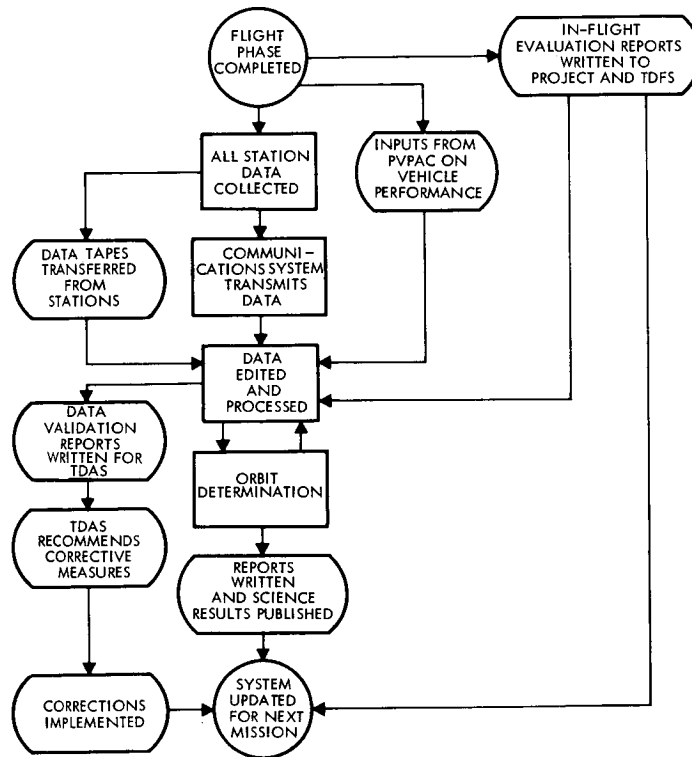 FLIGHT
PHASE
COMPLETED
IN-FLIGHT
EVALUATION REPORTS
WRITTEN TO
PROJECT AND TDFS
ALL STATION
DATA
COLLECTED
INPUTS FROM
PVPAC ON
VEHICLE
PERFORMANCE
DATA TAPES
TRANSFERRED
FROM
STATIONS
COMMUNI-
CATIONS SYSTEM
TRANSMITS
DATA
DATA
EDITED
AND
PROCESSED
DATA
VALIDATION
REPORTS
WRITTEN FOR
TDAS
ORBIT
DETERMINATION
TDAS
RECOMMENDS
CORRECTIVE
MEASURES
REPORTS
WRITTEN
AND SCIENCE
RESULTS PUBLISHED
CORRECTIONS
IMPLEMENTED
SYSTEM
UPDATED
FOR NEXT
MISSION